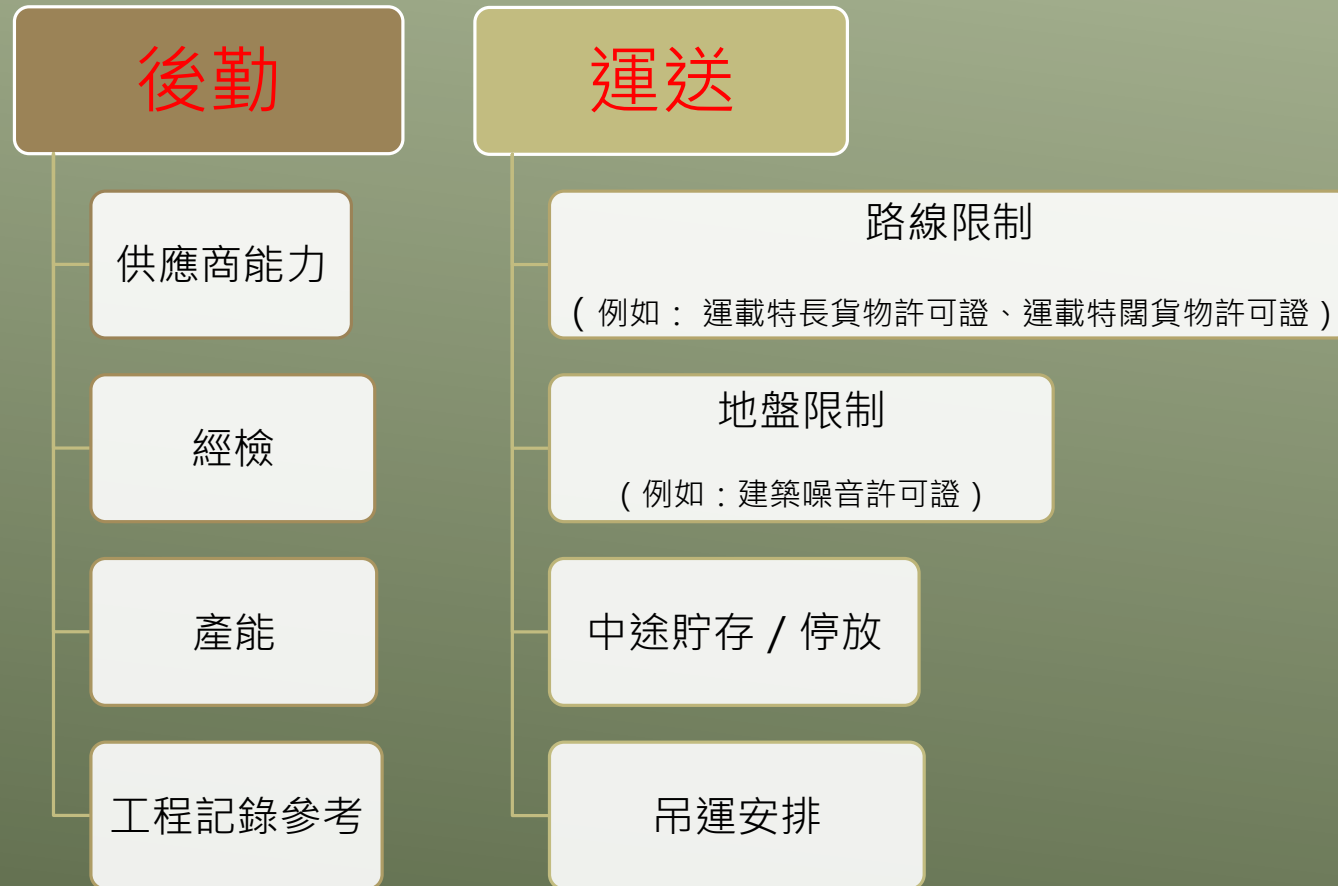 後勤
供應商能力
經檢
產能
工程記錄參考
運送
路線限制
( 例如： 運載特長貨物許可證、運載特闊貨物許可證 )
地盤限制
( 例如：建築噪音許可證 )
中途貯存 / 停放
吊運安排